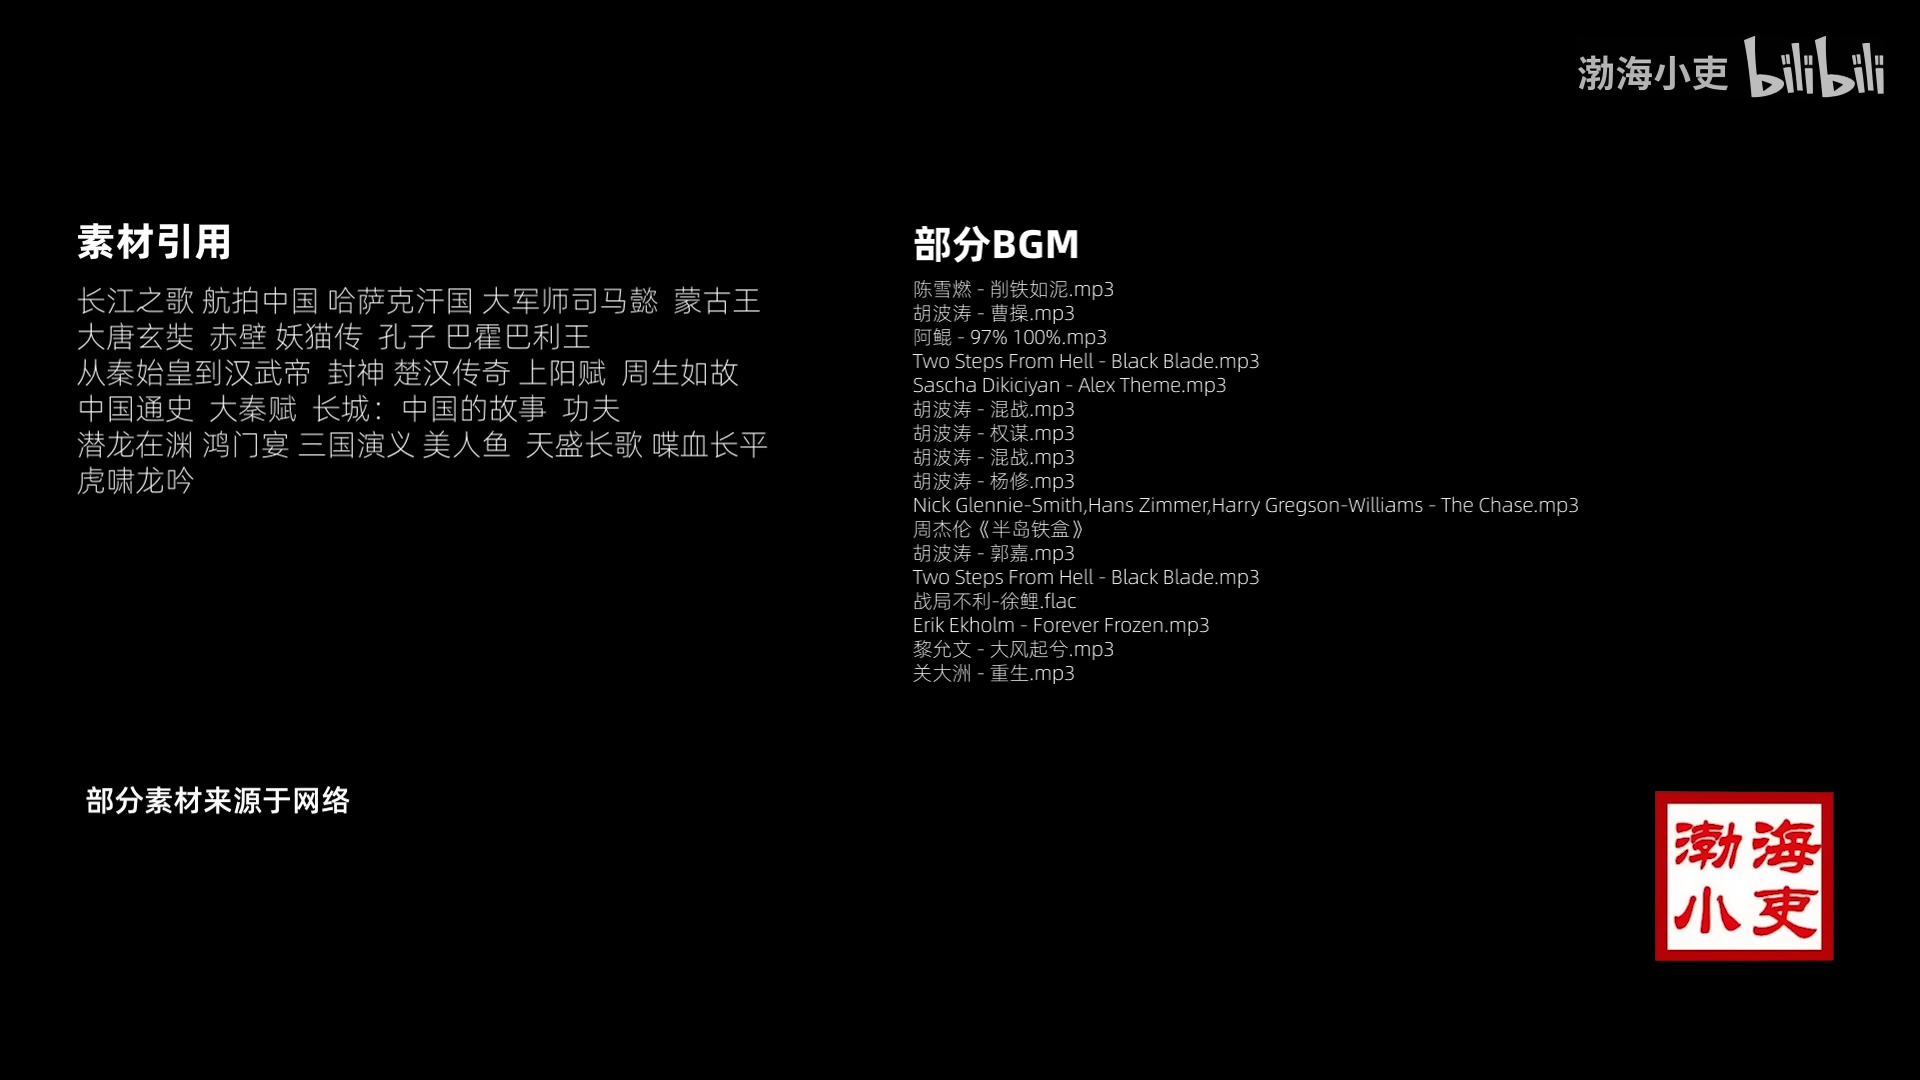 渤海小吏 bilibili
素材引用
长江之歌 航拍中国 哈萨克汗国 大军师司马懿 蒙古王
大唐玄奘 赤壁 妖猫传 孔子 巴霍巴利王
从秦始皇到汉武帝 封神 楚汉传奇 上阳赋 周生如故
中国通史 大秦赋 长城：中国的故事 功夫
潜龙在渊 鸿门宴 三国演义 美人鱼 天盛长歌 喋血长平
虎啸龙吟
部分BGM
陈雪燃 - 削铁如泥.mp3
胡波涛 - 曹操.mp3
阿鲲 - 97% 100%.mp3
Two Steps From Hell - Black Blade.mp3
Sascha Dikiciyan - Alex Theme.mp3
胡波涛 - 混战.mp3
胡波涛 - 权谋.mp3
胡波涛 - 混战.mp3
胡波涛 - 杨修.mp3
Nick Glennie-Smith,Hans Zimmer,Harry Gregson-Williams - The Chase.mp3
周杰伦《半岛铁盒》
胡波涛 - 郭嘉.mp3
Two Steps From Hell - Black Blade.mp3
战局不利-徐鲤.flac
Erik Ekholm - Forever Frozen.mp3
黎允文 - 大风起兮.mp3
关大洲 - 重生.mp3
部分素材来源于网络
渤海
小吏